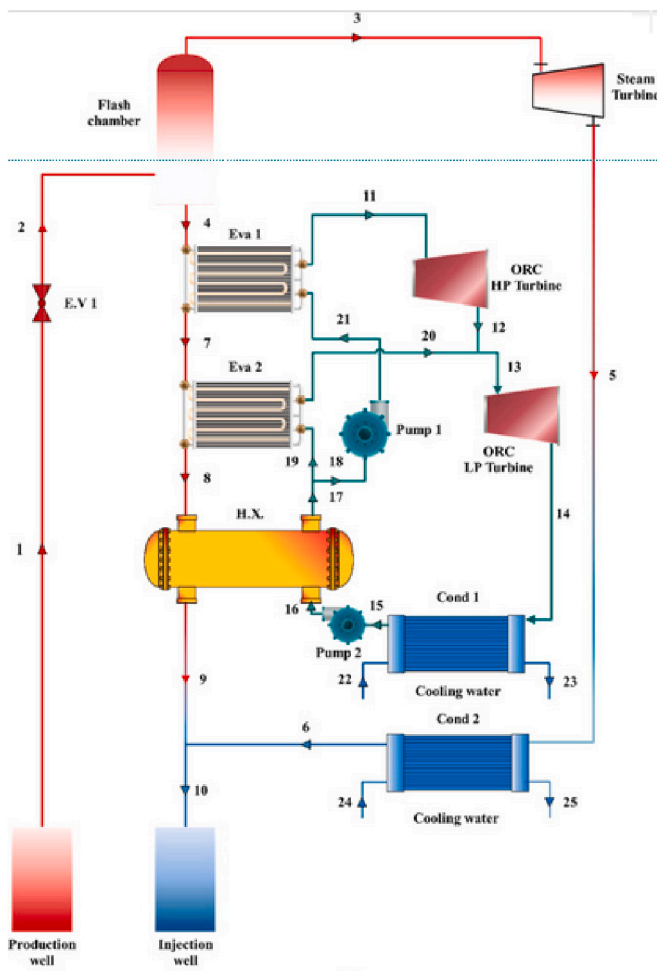 3
Steam
Turbine
Flash
chamber
2
4
11
Eva 1
ORC
HP Turbine
E.V 1
21
12
20
7
13
5
Eva 2
Pump 1
19
18
ORC
LP Turbine
8
17
14
H.X.
1
Cond 1
16
15
Pump 2
9
22
23
Cooling water
Cond 2
6
10
24
25
Cooling water
Production
well
Injection
well